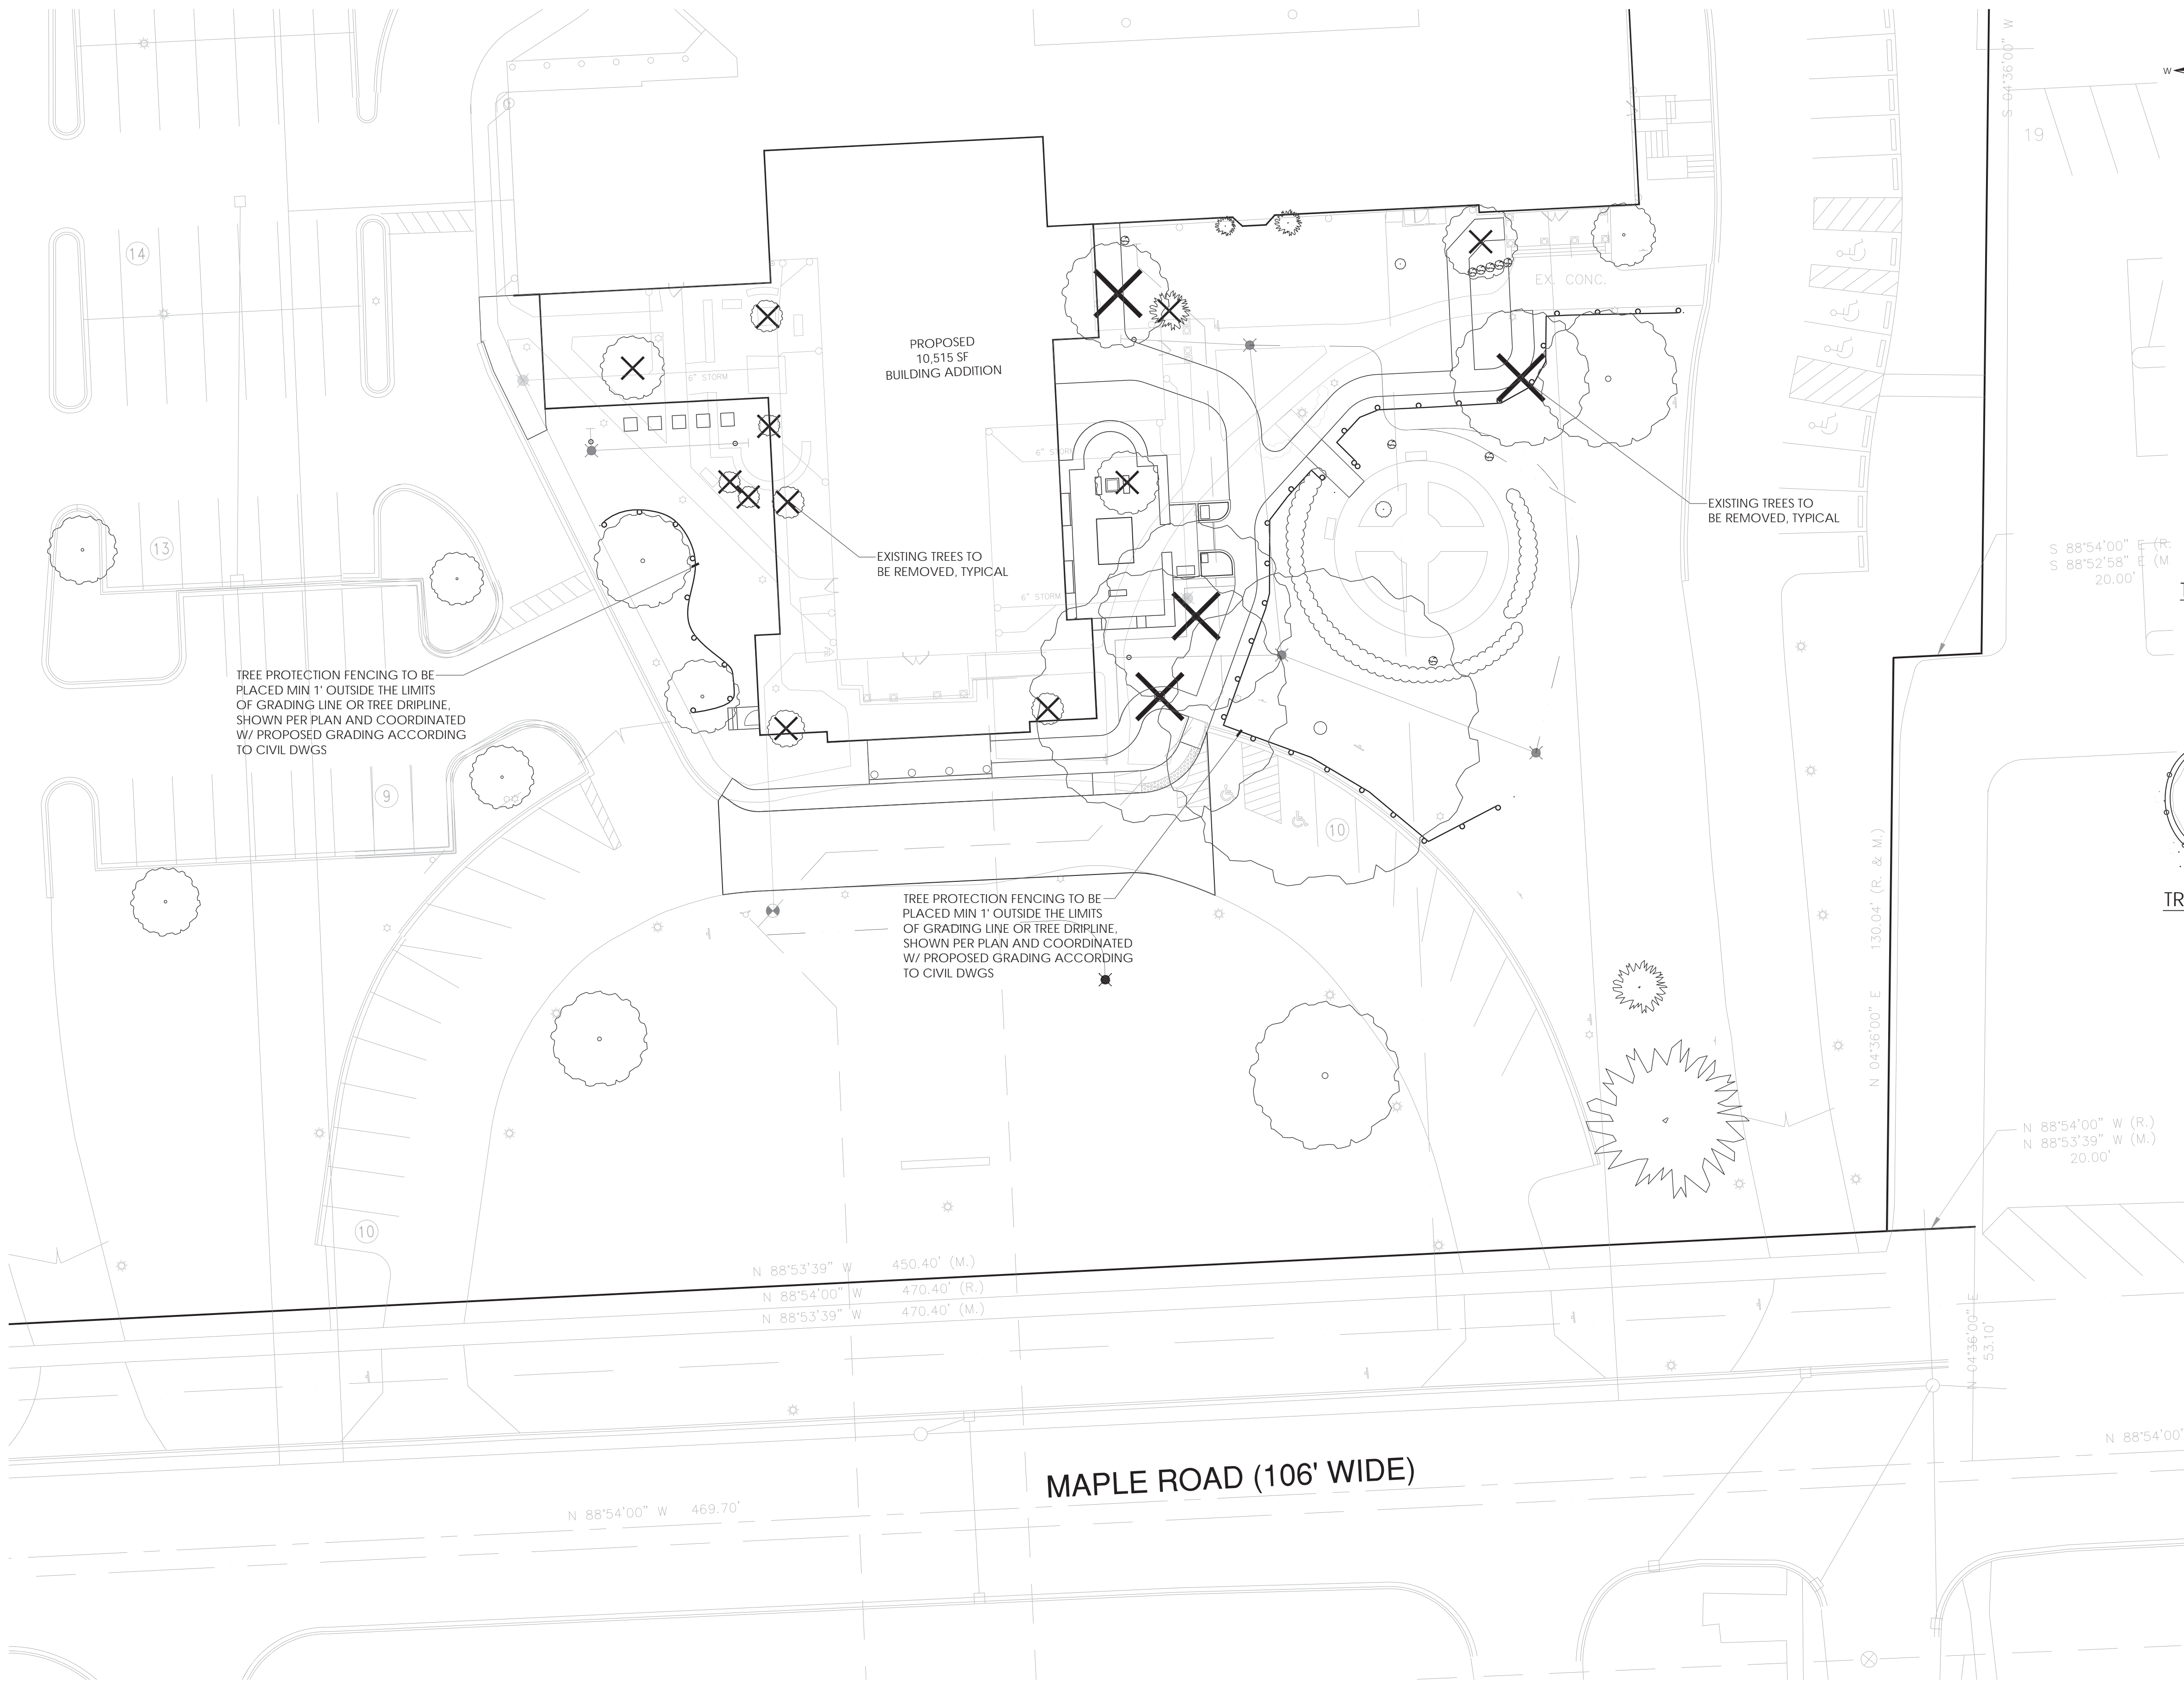 S 04°36'00" W
W
19
14
EX. CONC.
PROPOSED
10,515 SF
BUILDING ADDITION
6" STORM
6" STORM
6" STORM
EXISTING TREES TO
BE REMOVED, TYPICAL
EXISTING TREES TO
BE REMOVED, TYPICAL
13
S 88°54'00" E (R.
S 88°52'58" E (M
20.00'
TREE PROTECTION FENCING TO BE
PLACED MIN 1' OUTSIDE THE LIMITS
OF GRADING LINE OR TREE DRIPLINE,
SHOWN PER PLAN AND COORDINATED
W/ PROPOSED GRADING ACCORDING
TO CIVIL DWGS
9
10
TREE PROTECTION FENCING TO BE
PLACED MIN 1' OUTSIDE THE LIMITS
OF GRADING LINE OR TREE DRIPLINE,
SHOWN PER PLAN AND COORDINATED
W/ PROPOSED GRADING ACCORDING
TO CIVIL DWGS
TR
N 04°36'00" E 130.04' (R. & M.)
N 88°54'00" W (R.)
N 88°53'39" W (M.)
20.00'
10
N 88°53'39" W 450.40' (M.)
N 88°54'00" W 470.40' (R.)
N 88°53'39" W 470.40' (M.)
N 04°36'00" E
53.10'
N 88°54'00"
MAPLE ROAD (106' WIDE)
N 88°54'00" W 469.70'